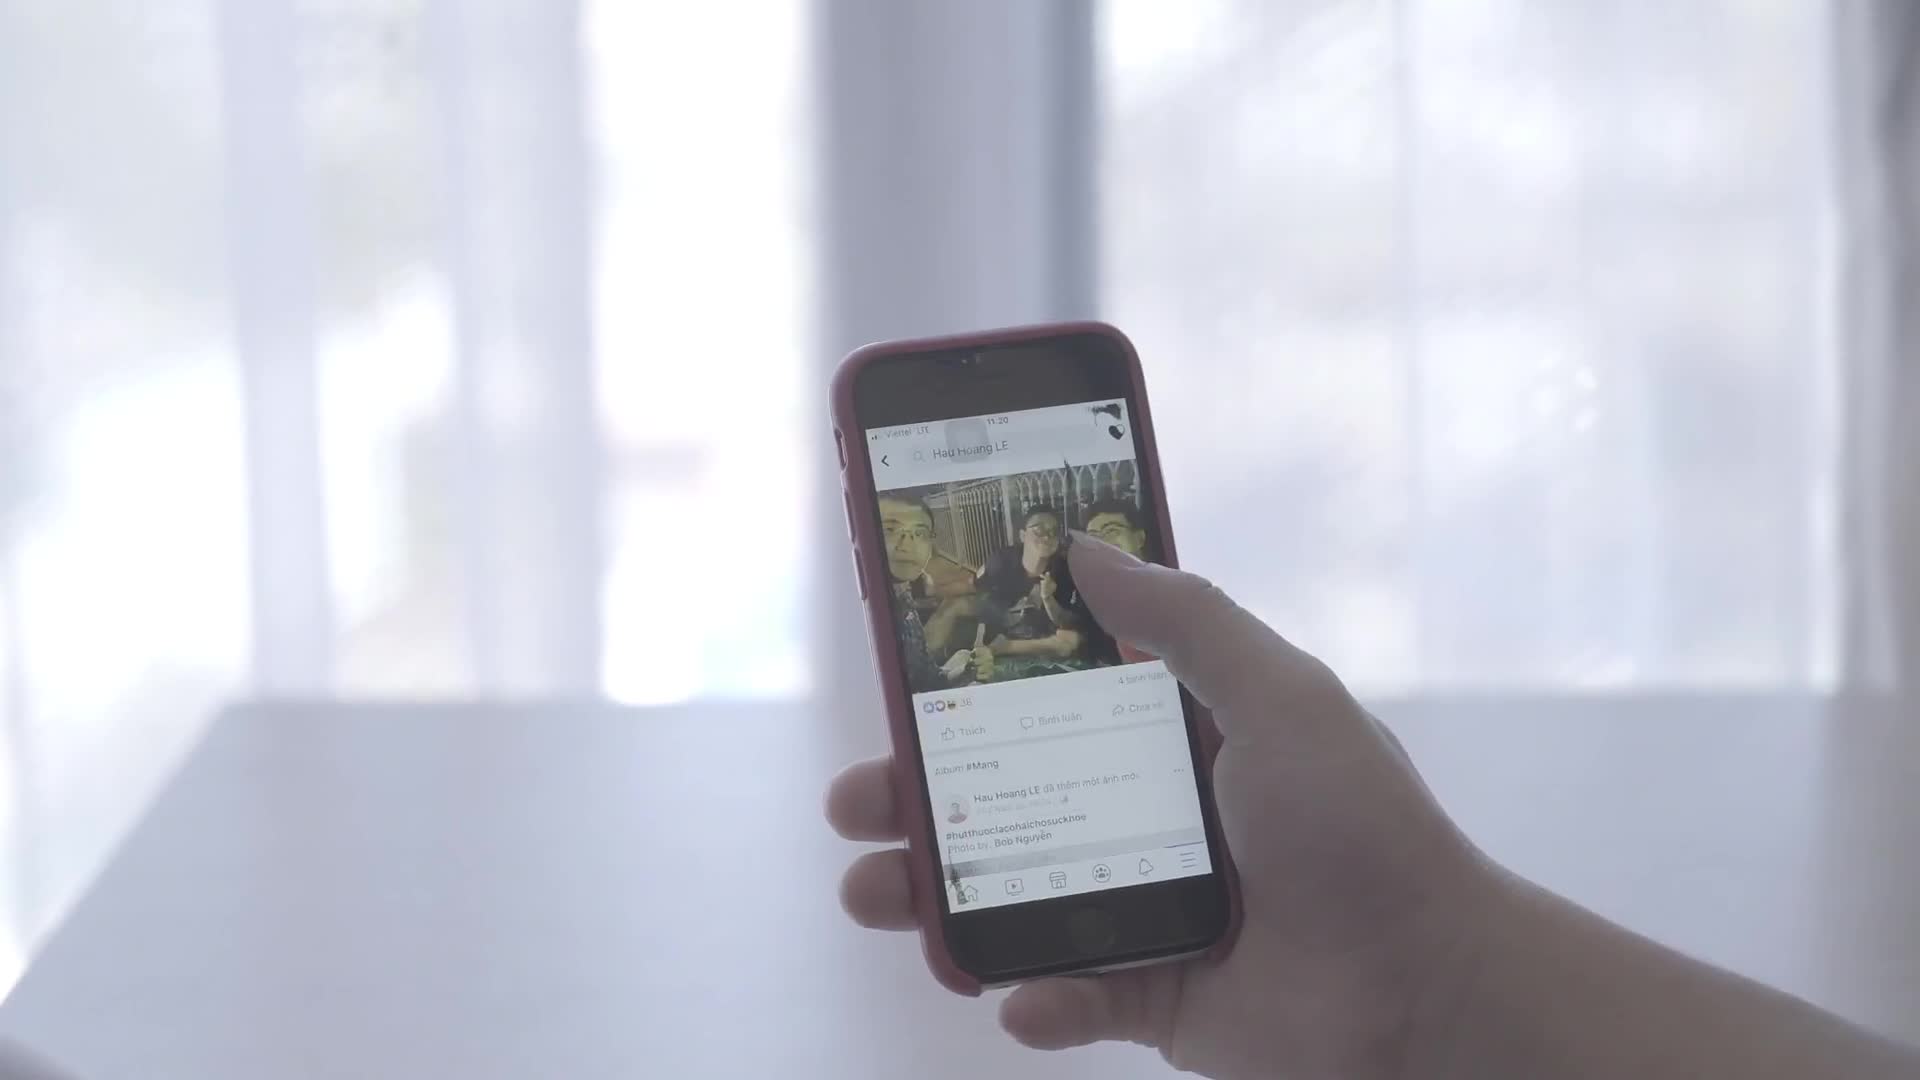 Viettel LTE 11:20
Hau Hoang LE
38 4 bình luận
Thích Bình luận Chia sẻ
Album #Mang
Hau Hoang LE đã thêm một ảnh mới.
#hutthuoclacohaichosuckhoe
Photo by: Bob Nguyễn